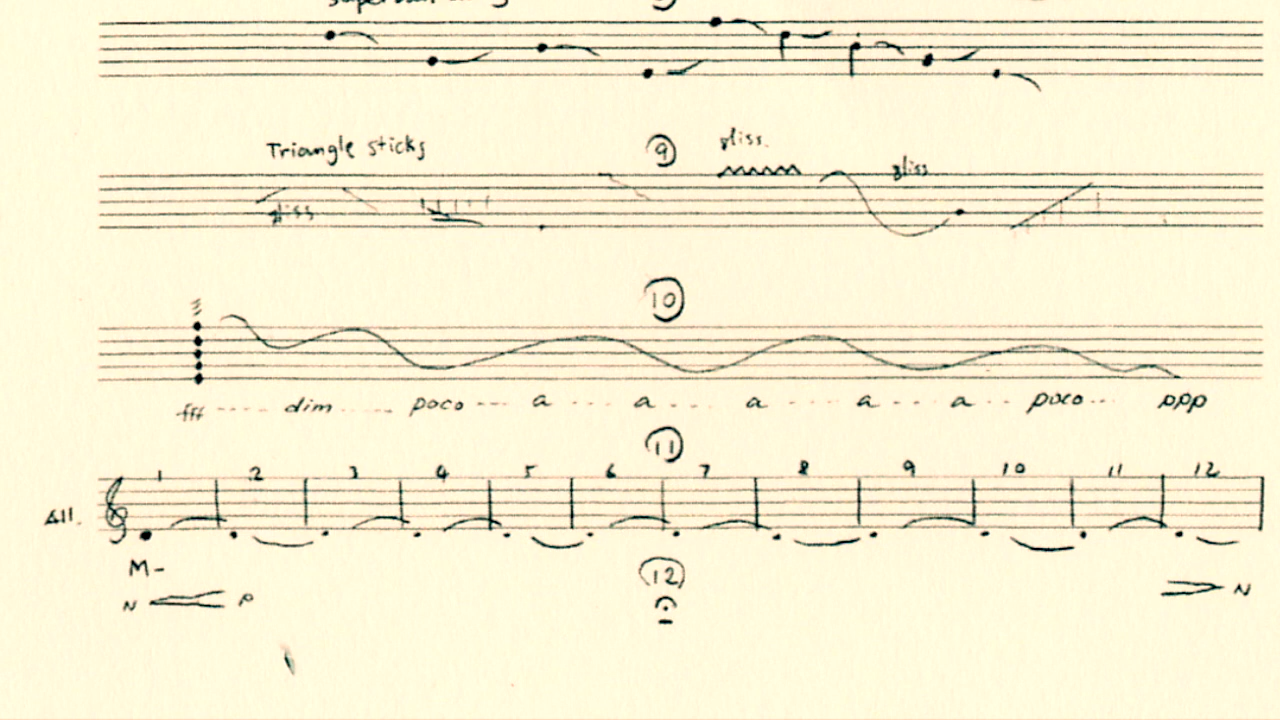 Triangle sticks 9 gliss.
gliss gliss
10
fff dim poco a a a a a poco ppp
11
1 2 3 4 5 6 7 8 9 10 11 12
All.
M-
12
N P N